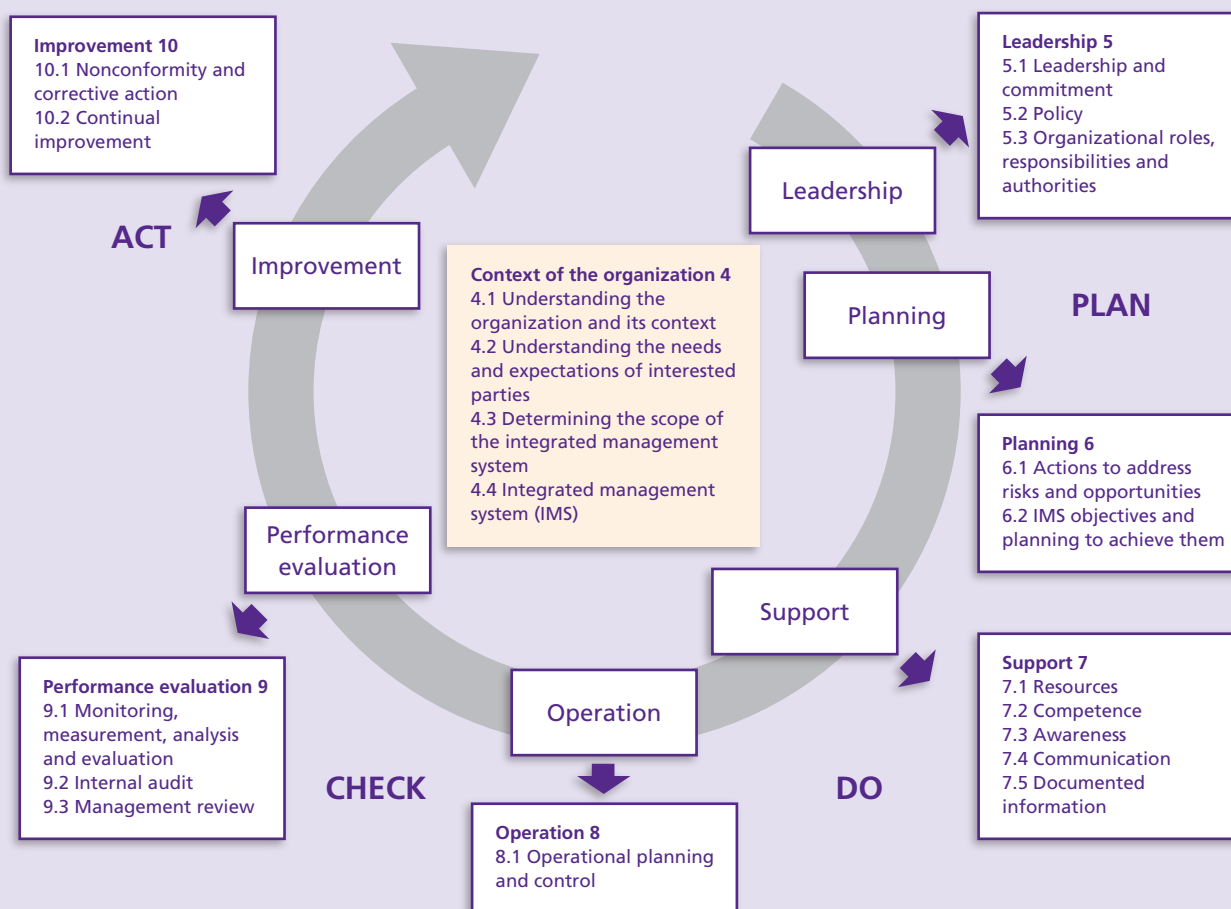 Improvement 10
10.1 Nonconformity and
corrective action
10.2 Continual
improvement
Leadership 5
5.1 Leadership and
commitment
5.2 Policy
5.3 Organizational roles,
responsibilities and
authorities
Leadership
ACT
Improvement
Context of the organization 4
4.1 Understanding the
organization and its context
4.2 Understanding the needs
and expectations of interested
parties
4.3 Determining the scope of
the integrated management
system
4.4 Integrated management
system (IMS)
Planning
PLAN
Planning 6
6.1 Actions to address
risks and opportunities
6.2 IMS objectives and
planning to achieve them
Performance
evaluation
Support
Support 7
7.1 Resources
7.2 Competence
7.3 Awareness
7.4 Communication
7.5 Documented
information
Performance evaluation 9
9.1 Monitoring,
measurement, analysis
and evaluation
9.2 Internal audit
9.3 Management review
Operation
CHECK
DO
Operation 8
8.1 Operational planning
and control